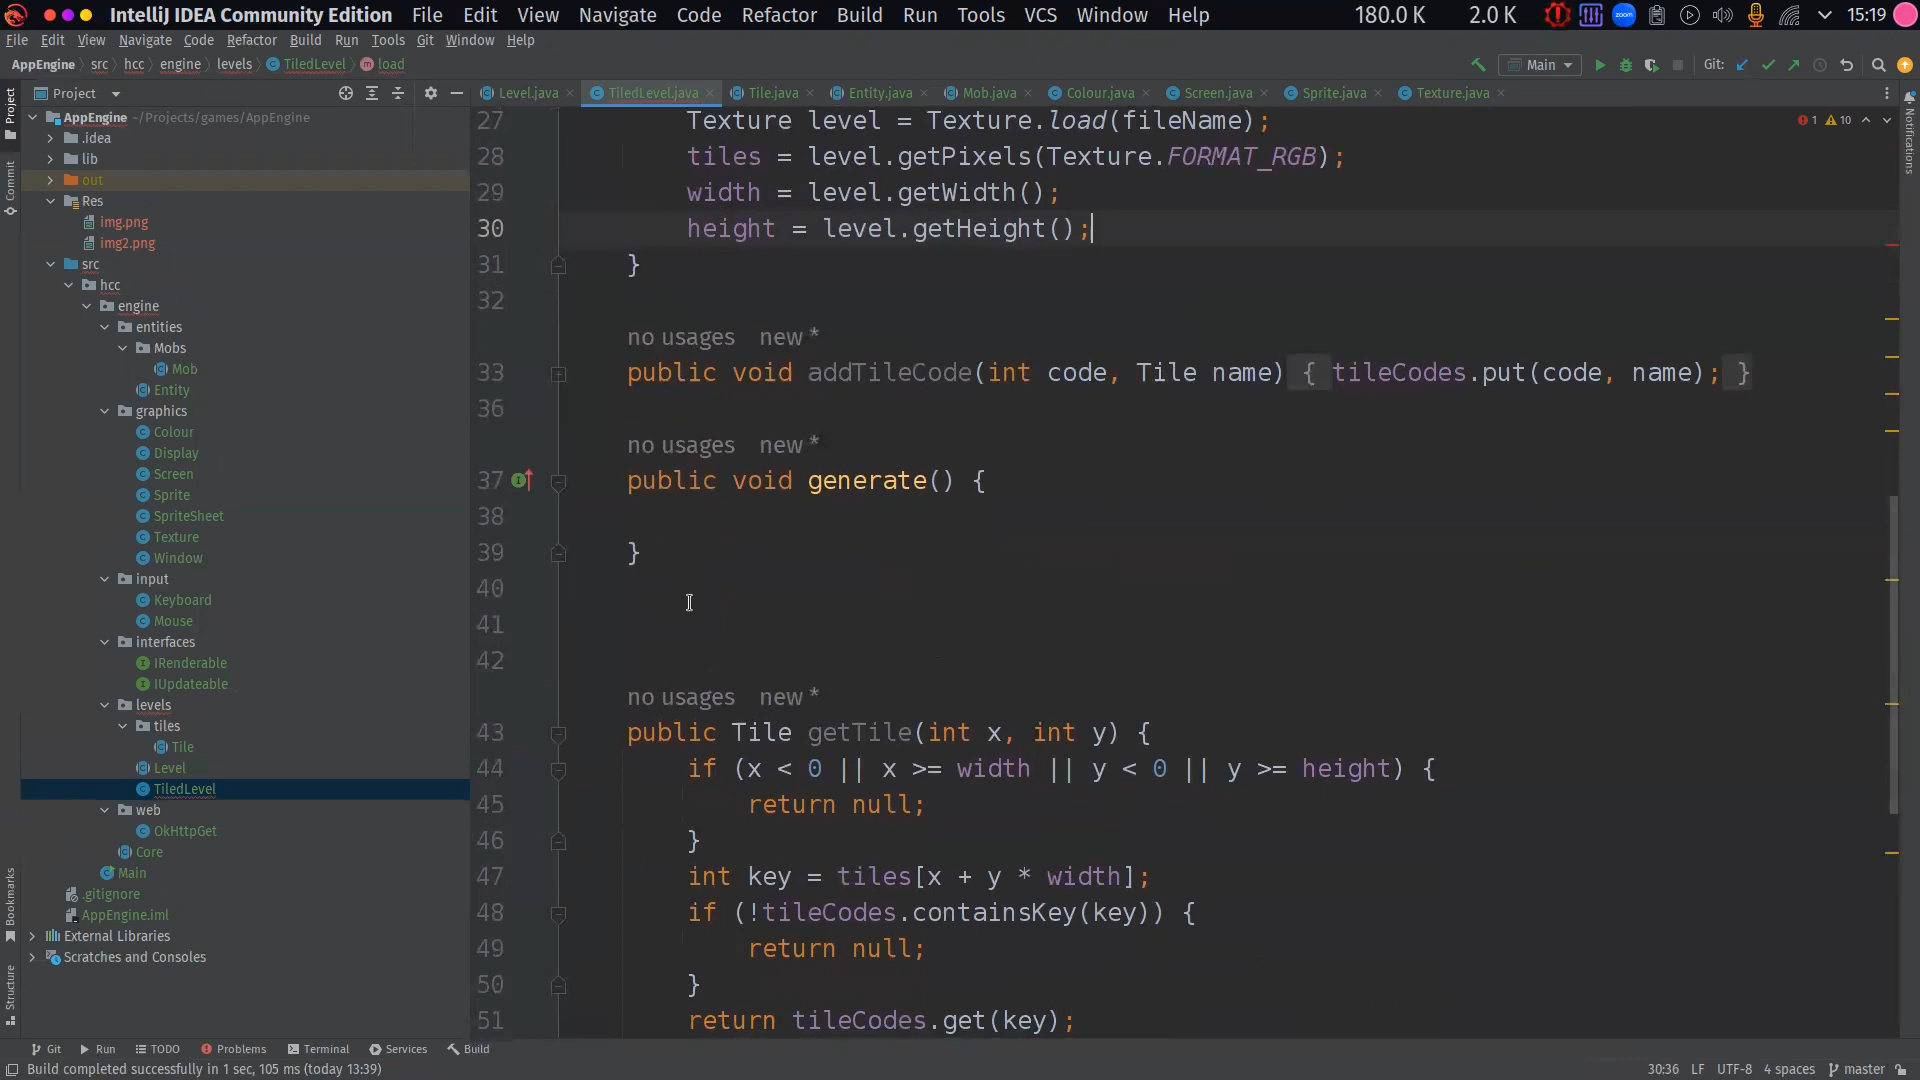 IntelliJ IDEA Community Edition File Edit View Navigate Code Refactor Build Run Tools VCS Window Help 180.0 K 2.0 K zoom 15:19
File Edit View Navigate Code Refactor Build Run Tools Git Window Help
AppEngine src hcc engine levels TiledLevel load Main Git:
Project Level.java TiledLevel.java Tile.java Entity.java Mob.java Colour.java Screen.java Sprite.java Texture.java
Project
Commit
Bookmarks
Structure
Notifications
AppEngine ~/Projects/games/AppEngine
.idea
lib
out
Res
img.png
img2.png
src
hcc
engine
entities
Mobs
Mob
Entity
graphics
Colour
Display
Screen
Sprite
SpriteSheet
Texture
Window
input
Keyboard
Mouse
interfaces
IRenderable
IUpdateable
levels
tiles
Tile
Level
TiledLevel
web
OkHttpGet
Core
Main
.gitignore
AppEngine.iml
External Libraries
Scratches and Consoles
1 10
27 Texture level = Texture.load(fileName);
28 tiles = level.getPixels(Texture.FORMAT_RGB);
29 width = level.getWidth();
30 height = level.getHeight();
31 }
32
no usages new *
33 public void addTileCode(int code, Tile name) { tileCodes.put(code, name); }
36
no usages new *
37 public void generate() {
38
39 }
40
41
42
no usages new *
43 public Tile getTile(int x, int y) {
44 if (x < 0 || x >= width || y < 0 || y >= height) {
45 return null;
46 }
47 int key = tiles[x + y * width];
48 if (!tileCodes.containsKey(key)) {
49 return null;
50 }
51 return tileCodes.get(key);
Git Run TODO Problems Terminal Services Build
Build completed successfully in 1 sec, 105 ms (today 13:39) 30:36 LF UTF-8 4 spaces master